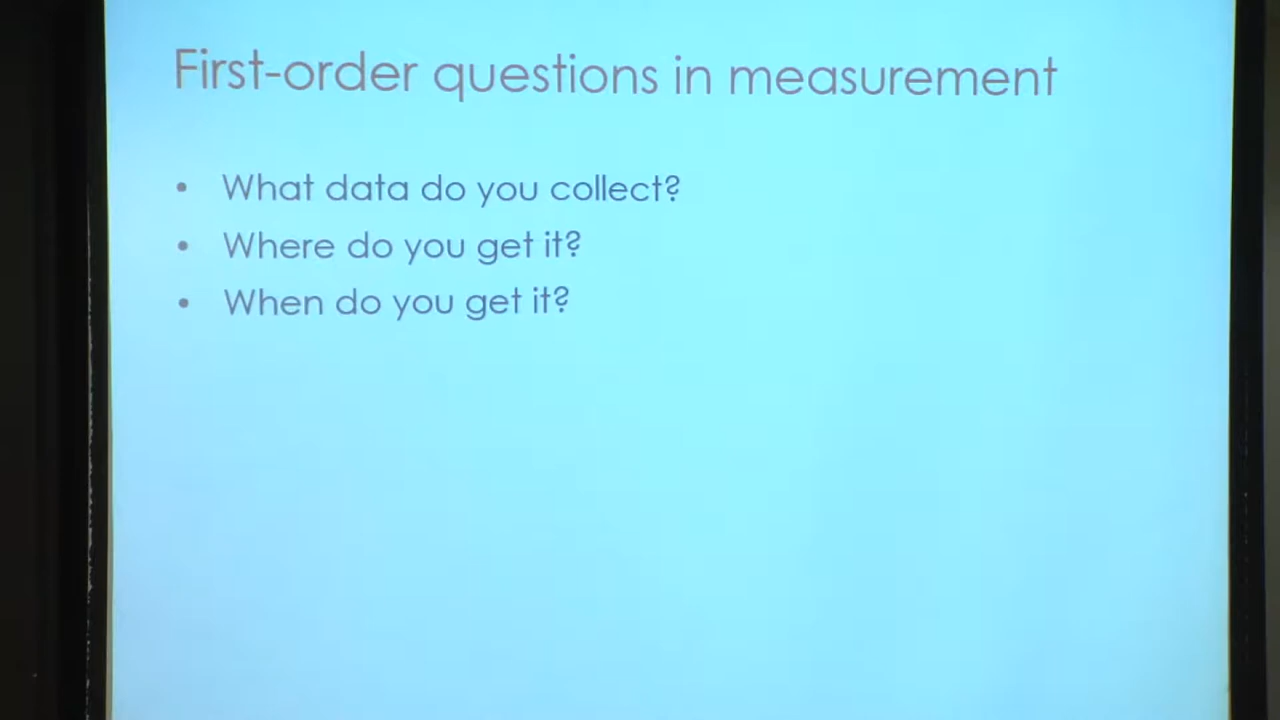 First-order questions in measurement
• What data do you collect?
• Where do you get it?
• When do you get it?